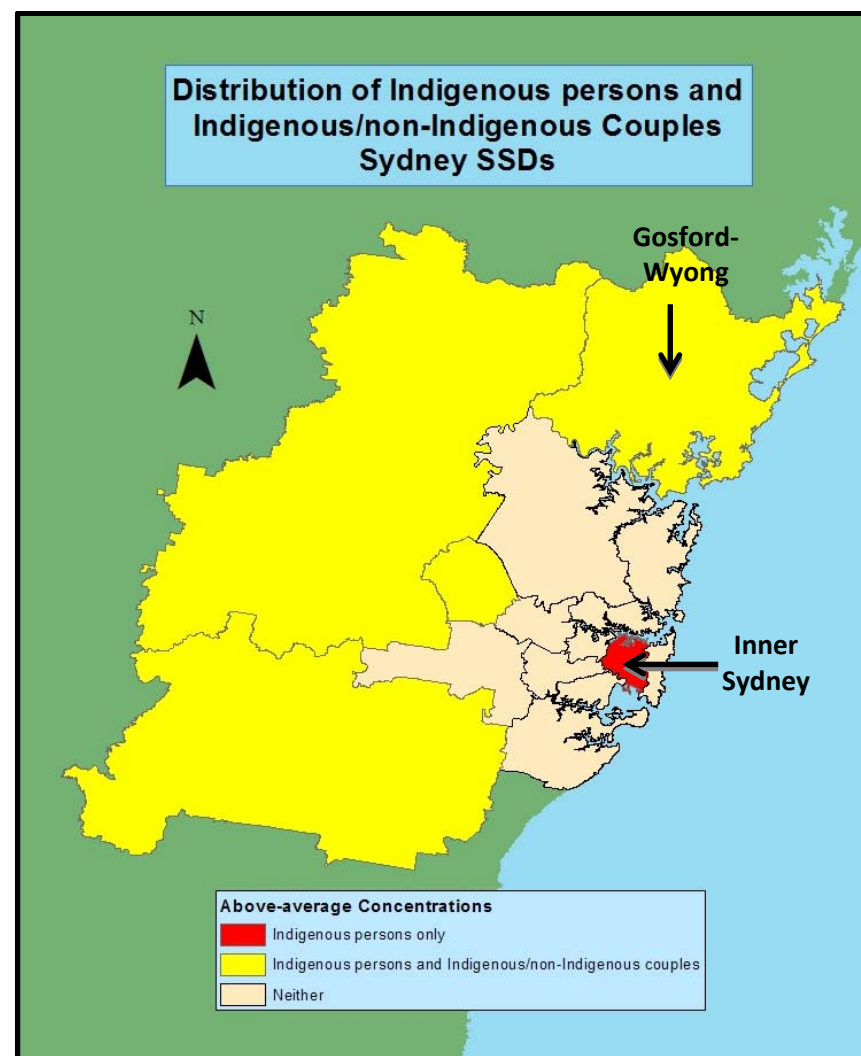 Distribution of Indigenous persons and
Indigenous/non-Indigenous Couples
Sydney SSDs
Gosford-
Wyong
N
Inner
Sydney
Above-average Concentrations
Indigenous persons only
Indigenous persons and Indigenous/non-Indigenous couples
Neither